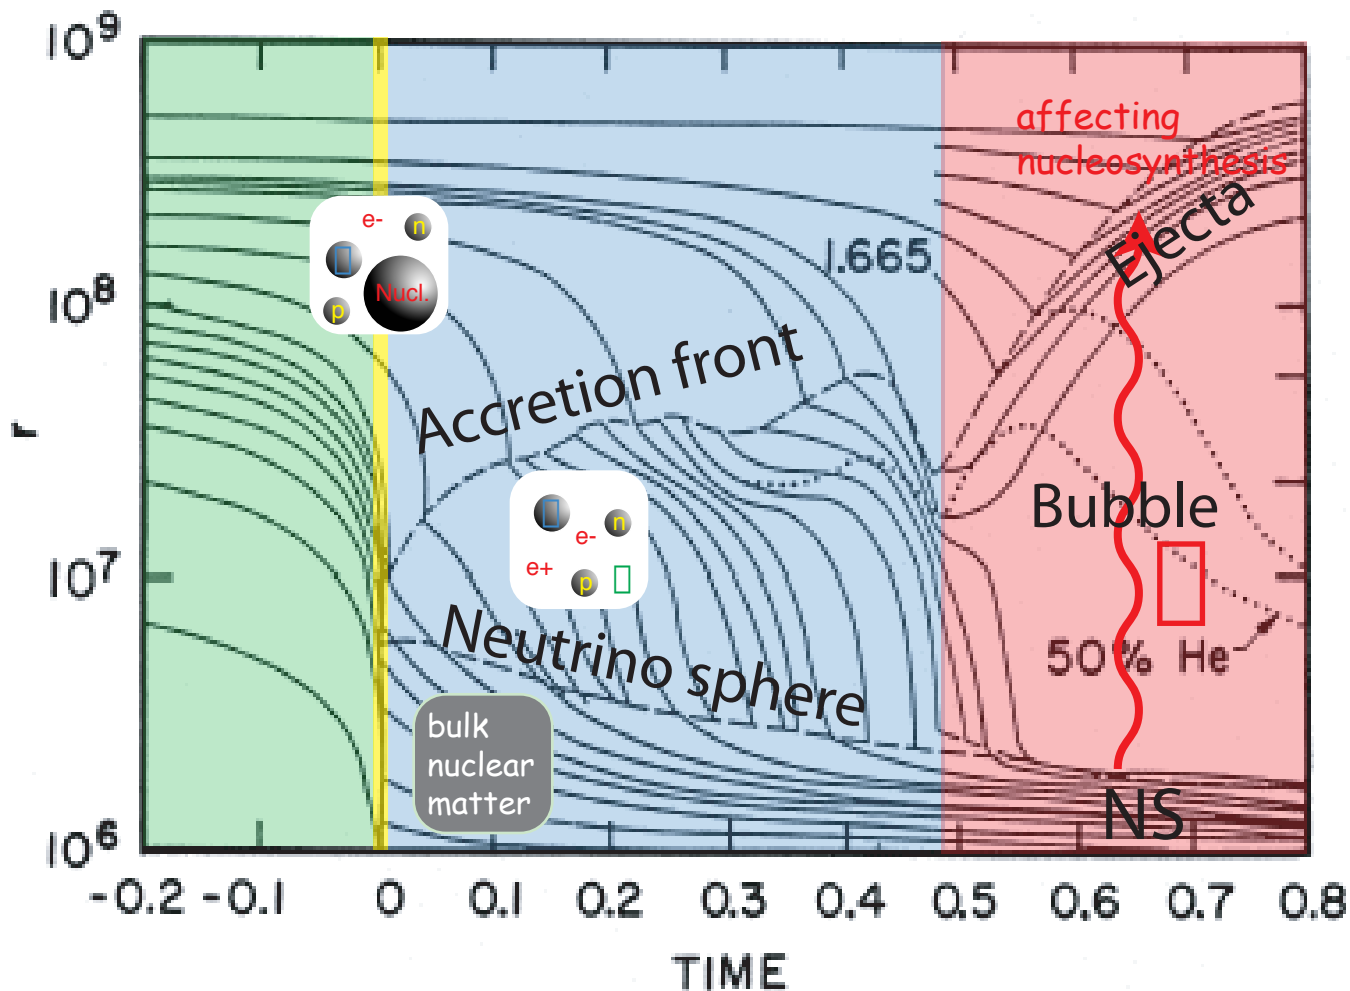 10⁹
affecting
nucleosynthesis
e-
n
Ejecta
1.665
Nucl.
p
10⁸
Accretion front
r
Bubble
n
e-
e+
p
10⁷
Neutrino sphere
50% He
bulk
nuclear
matter
NS
10⁶
-0.2 -0.1 0 0.1 0.2 0.3 0.4 0.5 0.6 0.7 0.8
TIME